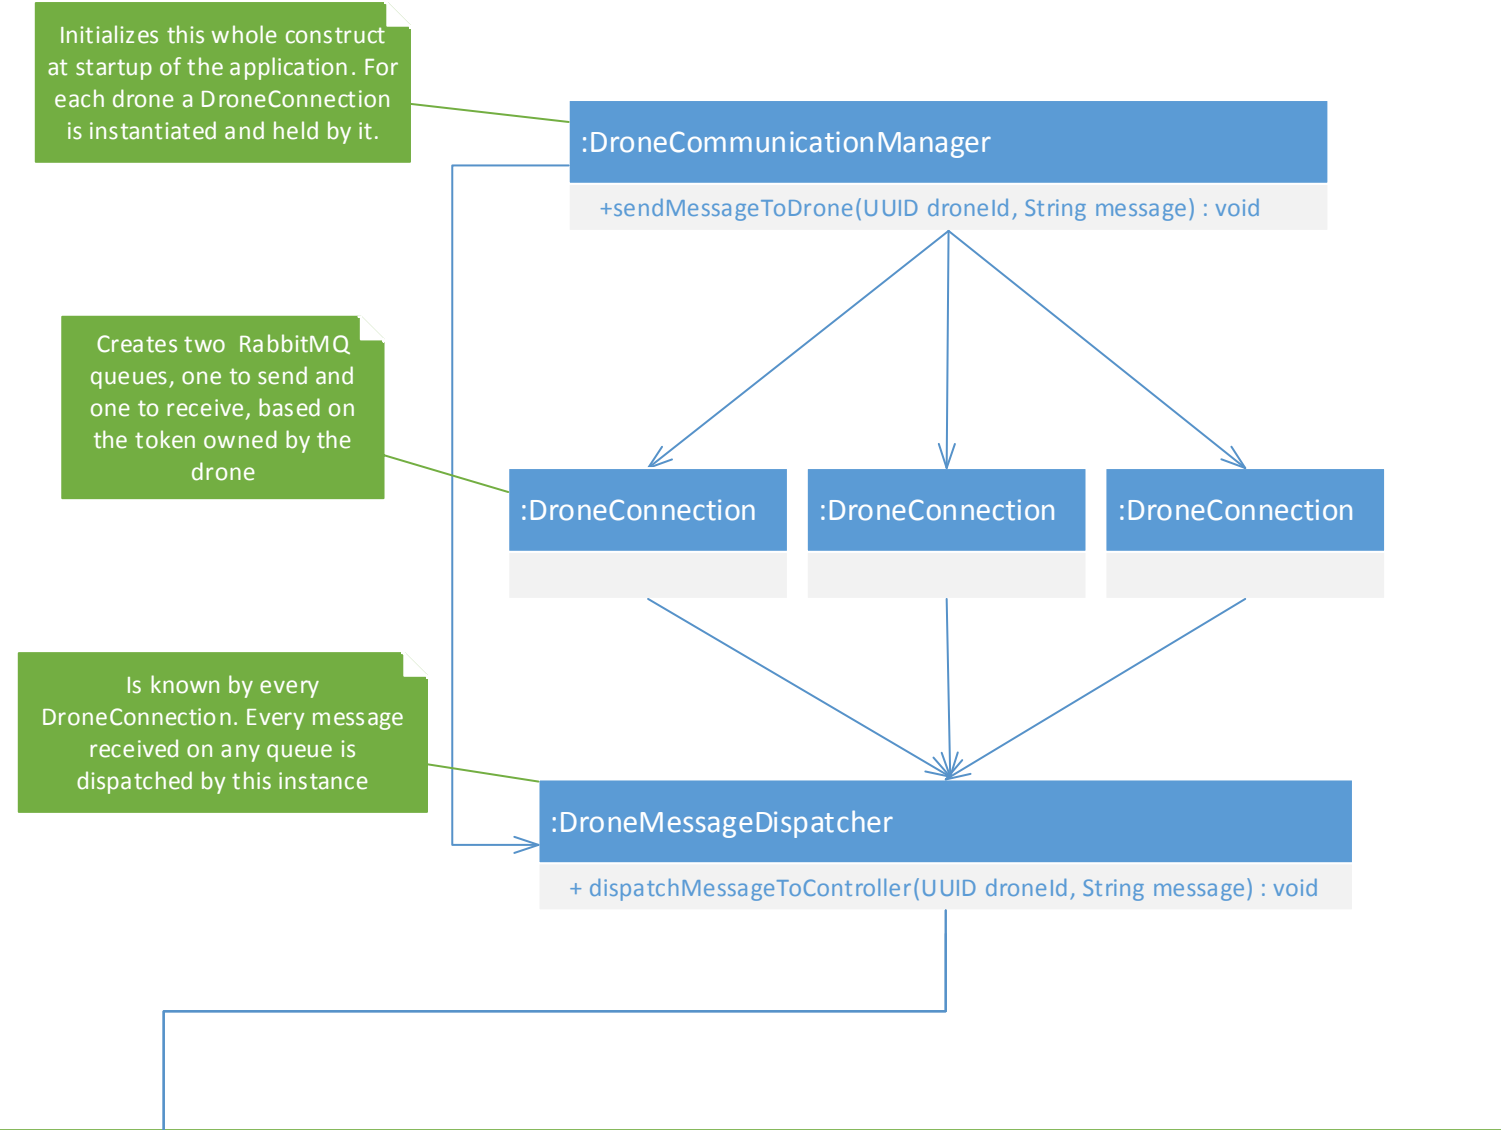 Initializes this whole construct
at startup of the application. For
each drone a DroneConnection
is instantiated and held by it.
:DroneCommunicationManager
+sendMessageToDrone(UUID droneId, String message) : void
Creates two RabbitMQ
queues, one to send and
one to receive, based on
the token owned by the
drone
:DroneConnection
:DroneConnection
:DroneConnection
Is known by every
DroneConnection. Every message
received on any queue is
dispatched by this instance
:DroneMessageDispatcher
+ dispatchMessageToController(UUID droneId, String message) : void